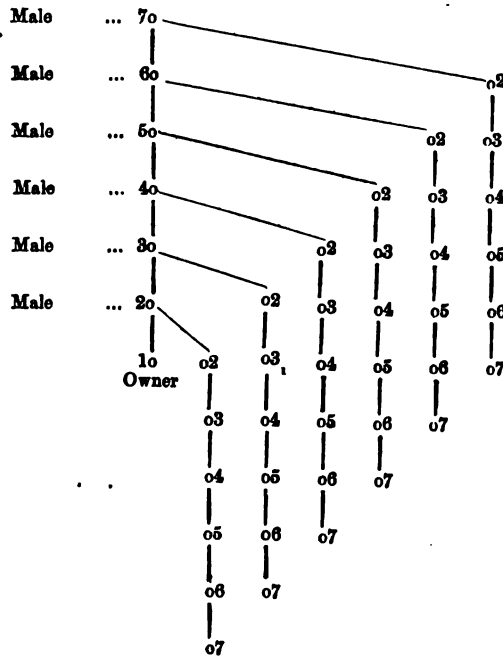 Male ... 7o
Male ... 6o o2
Male ... 5o o2 o3
Male ... 4o o2 o3 o4
Male ... 3o o2 o3 o4 o5
Male ... 2o o2 o3 o4 o5 o6
1o o2 o3 o4 o5 o6 o7
Owner
o3 o4 o5 o6 o7
o4 o5 o6 o7
o5 o6 o7
o6 o7
o7